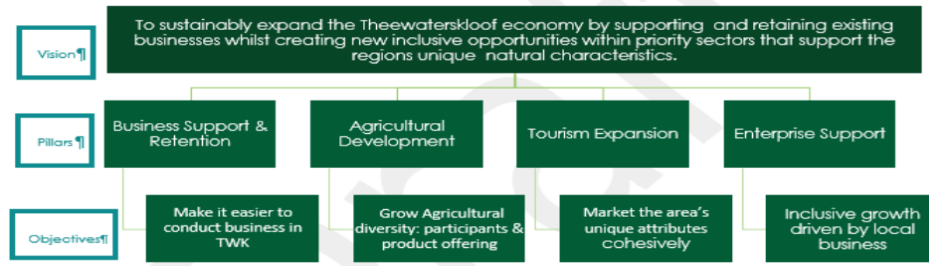 Vision¶
To sustainably expand the Theewaterskloof economy by supporting and retaining existing
businesses whilst creating new inclusive opportunities within priority sectors that support the
regions unique natural characteristics.
Pillars¶
Business Support &
Retention
Agricultural
Development
Tourism Expansion
Enterprise Support
Objectives¶
Make it easier to
conduct business in
TWK
Grow Agricultural
diversity: participants &
product offering
Market the area's
unique attributes
cohesively
Inclusive growth
driven by local
business